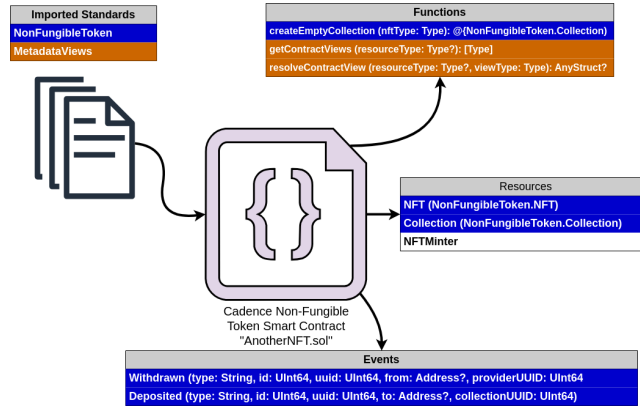 Imported Standards
NonFungibleToken
MetadataViews
Functions
createEmptyCollection (nftType: Type): @{NonFungibleToken.Collection)
getContractViews (resourceType: Type?): [Type]
resolveContractView (resourceType: Type?, viewType: Type): AnyStruct?
{ }
Resources
NFT (NonFungibleToken.NFT)
Collection (NonFungibleToken.Collection)
NFTMinter
Cadence Non-Fungible
Token Smart Contract
"AnotherNFT.sol"
Events
Withdrawn (type: String, id: UInt64, uuid: UInt64, from: Address?, providerUUID: UInt64
Deposited (type: String, id: UInt64, uuid: UInt64, to: Address?, collectionUUID: UInt64)